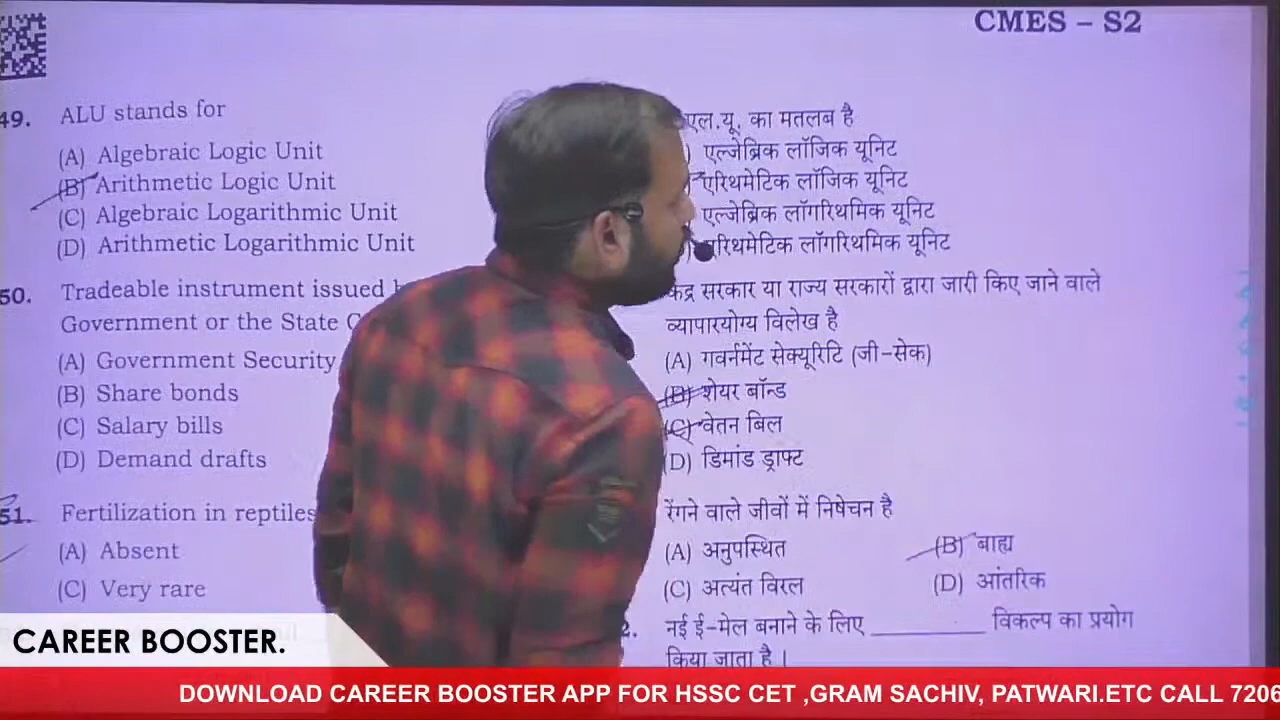 CMES – S2
49. ALU stands for
(A) Algebraic Logic Unit
(B) Arithmetic Logic Unit
(C) Algebraic Logarithmic Unit
(D) Arithmetic Logarithmic Unit
50. Tradeable instrument issued
Government or the State
(A) Government Security
(B) Share bonds
(C) Salary bills
(D) Demand drafts
51. Fertilization in reptiles
(A) Absent
(C) Very rare
एल.यू. का मतलब है
एल्जेब्रिक लॉजिक यूनिट
एरिथमेटिक लॉजिक यूनिट
एल्जेब्रिक लॉगरिथमिक यूनिट
एरिथमेटिक लॉगरिथमिक यूनिट
केंद्र सरकार या राज्य सरकारों द्वारा जारी किए जाने वाले
व्यापारयोग्य विलेख है
(A) गवर्नमेंट सेक्यूरिटि (जी-सेक)
(B) शेयर बॉन्ड
(C) वेतन बिल
(D) डिमांड ड्राफ्ट
रेंगने वाले जीवों में निषेचन है
(A) अनुपस्थित (B) बाह्य
(C) अत्यंत विरल (D) आंतरिक
2. नई ई-मेल बनाने के लिए ________ विकल्प का प्रयोग
किया जाता है ।
CAREER BOOSTER.
DOWNLOAD CAREER BOOSTER APP FOR HSSC CET ,GRAM SACHIV, PATWARI.ETC CALL 7206